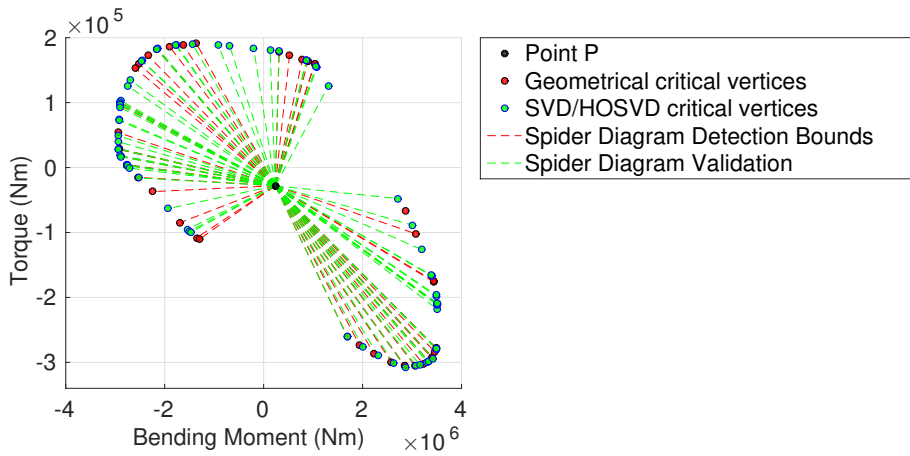 ×10^5
2
1
0
-1
-2
-3
Torque (Nm)
-4
-2
0
2
4
Bending Moment (Nm)
×10^6
Point P
Geometrical critical vertices
SVD/HOSVD critical vertices
Spider Diagram Detection Bounds
Spider Diagram Validation